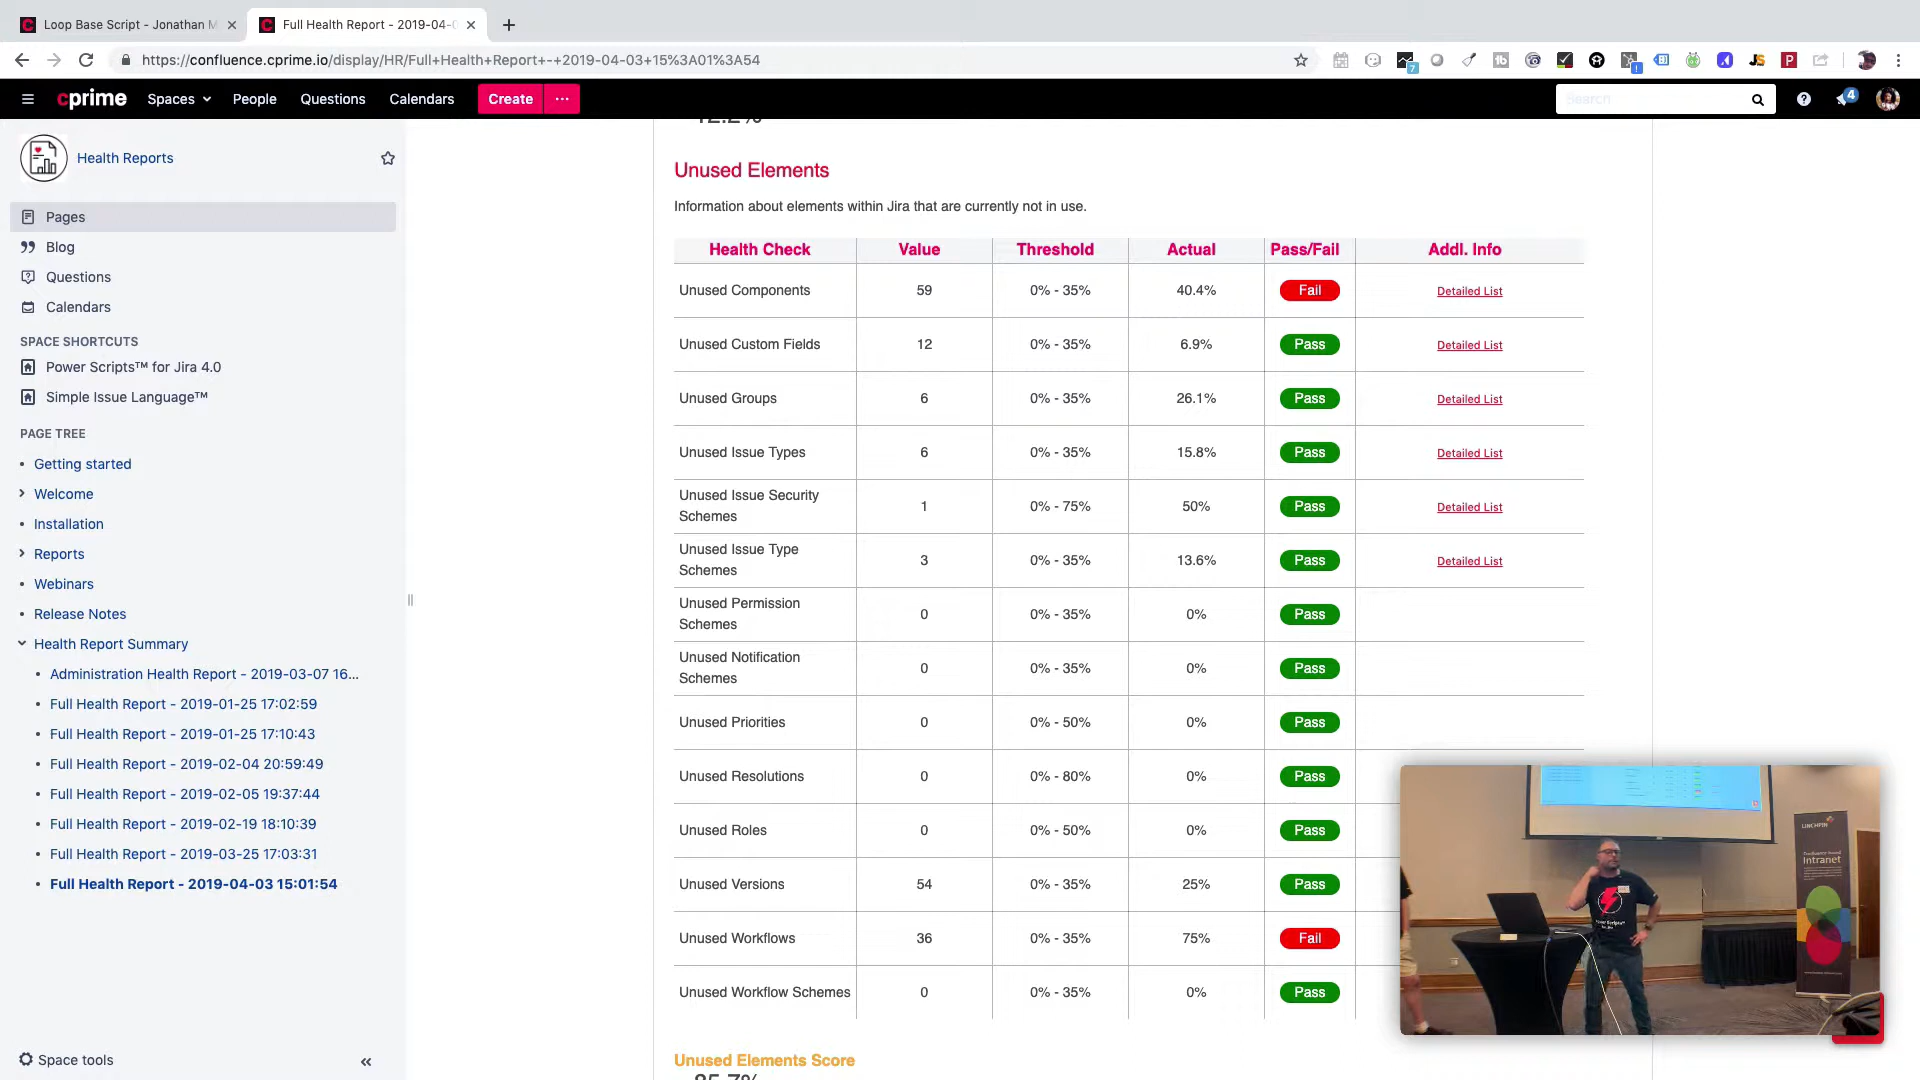 Loop Base Script - Jonathan M
Full Health Report - 2019-04-0
https://confluence.cprime.io/display/HR/Full+Health+Report+-+2019-04-03+15%3A01%3A54
cprime
Spaces
People
Questions
Calendars
Create
Search
4
Health Reports
Pages
Blog
Questions
Calendars
SPACE SHORTCUTS
Power Scripts™ for Jira 4.0
Simple Issue Language™
PAGE TREE
Getting started
Welcome
Installation
Reports
Webinars
Release Notes
Health Report Summary
Administration Health Report - 2019-03-07 16...
Full Health Report - 2019-01-25 17:02:59
Full Health Report - 2019-01-25 17:10:43
Full Health Report - 2019-02-04 20:59:49
Full Health Report - 2019-02-05 19:37:44
Full Health Report - 2019-02-19 18:10:39
Full Health Report - 2019-03-25 17:03:31
Full Health Report - 2019-04-03 15:01:54
Space tools
Unused Elements
Information about elements within Jira that are currently not in use.
Health Check Value Threshold Actual Pass/Fail Addl. Info
Unused Components 59 0% - 35% 40.4% Fail Detailed List
Unused Custom Fields 12 0% - 35% 6.9% Pass Detailed List
Unused Groups 6 0% - 35% 26.1% Pass Detailed List
Unused Issue Types 6 0% - 35% 15.8% Pass Detailed List
Unused Issue Security Schemes 1 0% - 75% 50% Pass Detailed List
Unused Issue Type Schemes 3 0% - 35% 13.6% Pass Detailed List
Unused Permission Schemes 0 0% - 35% 0% Pass
Unused Notification Schemes 0 0% - 35% 0% Pass
Unused Priorities 0 0% - 50% 0% Pass
Unused Resolutions 0 0% - 80% 0% Pass
Unused Roles 0 0% - 50% 0% Pass
Unused Versions 54 0% - 35% 25% Pass
Unused Workflows 36 0% - 35% 75% Fail
Unused Workflow Schemes 0 0% - 35% 0% Pass
Unused Elements Score
LINCHPIN
Intranet